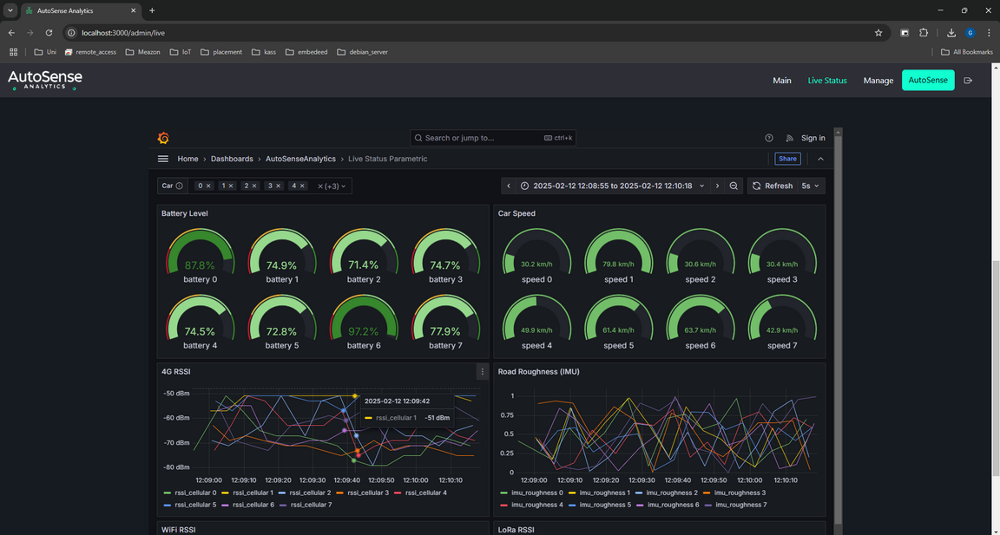 AutoSense Analytics
localhost:3000/admin/live
G
Uni remote_access Meazon IoT placement kass embedeed debian_server All Bookmarks
AutoSense
ANALYTICS
Main Live Status Manage AutoSense
Search or jump to... ctrl+k Sign in
Home › Dashboards › AutoSenseAnalytics › Live Status Parametric Share
Car 0 × 1 × 2 × 3 × 4 × × (+3) 2025-02-12 12:08:55 to 2025-02-12 12:10:18 Refresh 5s
Battery Level Car Speed
87.8% 74.9% 71.4% 74.7% 30.2 km/h 79.8 km/h 30.6 km/h 30.4 km/h
battery 0 battery 1 battery 2 battery 3 speed 0 speed 1 speed 2 speed 3
74.5% 72.8% 97.2% 77.9% 49.9 km/h 61.4 km/h 63.7 km/h 42.9 km/h
battery 4 battery 5 battery 6 battery 7 speed 4 speed 5 speed 6 speed 7
4G RSSI
-50 dBm
-60 dBm
-70 dBm
-80 dBm
2025-02-12 12:09:42
rssi_cellular 1 -51 dBm
12:09:00 12:09:10 12:09:20 12:09:30 12:09:40 12:09:50 12:10:00 12:10:10
rssi_cellular 0 rssi_cellular 1 rssi_cellular 2 rssi_cellular 3 rssi_cellular 4
rssi_cellular 5 rssi_cellular 6 rssi_cellular 7
Road Roughness (IMU)
1
0.75
0.5
0.25
0
12:09:00 12:09:10 12:09:20 12:09:30 12:09:40 12:09:50 12:10:00 12:10:10
imu_roughness 0 imu_roughness 1 imu_roughness 2 imu_roughness 3
imu_roughness 4 imu_roughness 5 imu_roughness 6 imu_roughness 7
WiFi RSSI LoRa RSSI